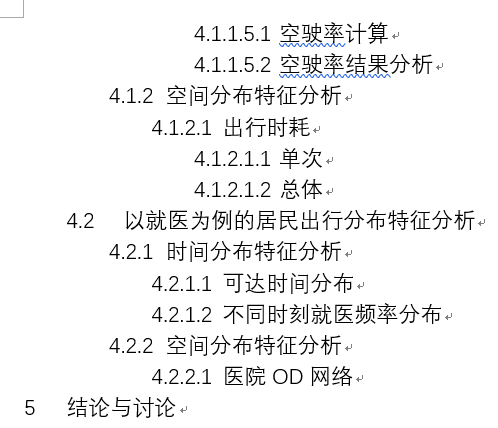 4.1.1.5.1 空驶率计算
4.1.1.5.2 空驶率结果分析
4.1.2 空间分布特征分析
4.1.2.1 出行时耗
4.1.2.1.1 单次
4.1.2.1.2 总体
4.2 以就医为例的居民出行分布特征分析
4.2.1 时间分布特征分析
4.2.1.1 可达时间分布
4.2.1.2 不同时刻就医频率分布
4.2.2 空间分布特征分析
4.2.2.1 医院 OD 网络
5 结论与讨论